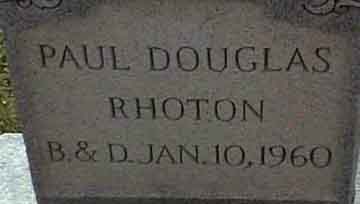 PAUL DOUGLAS
RHOTON
B. & D. JAN. 10, 1960